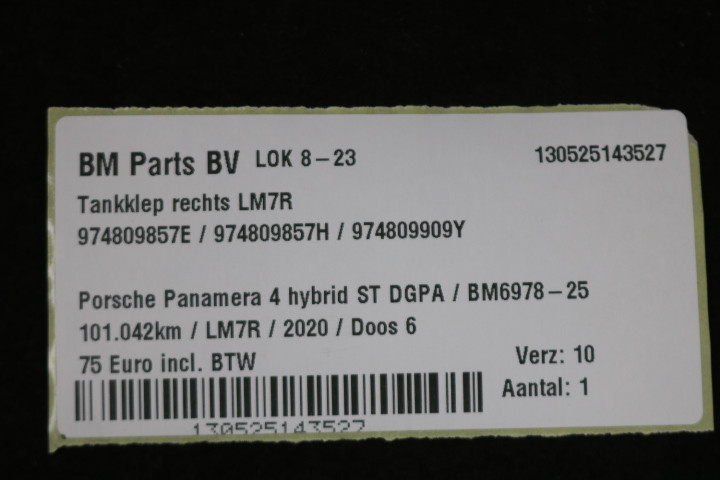 BM Parts BV LOK 8-23 130525143527
Tankklep rechts LM7R
974809857E / 974809857H / 974809909Y
Porsche Panamera 4 hybrid ST DGPA / BM6978-25
101.042km / LM7R / 2020 / Doos 6
75 Euro incl. BTW Verz: 10
Aantal: 1
130525143527